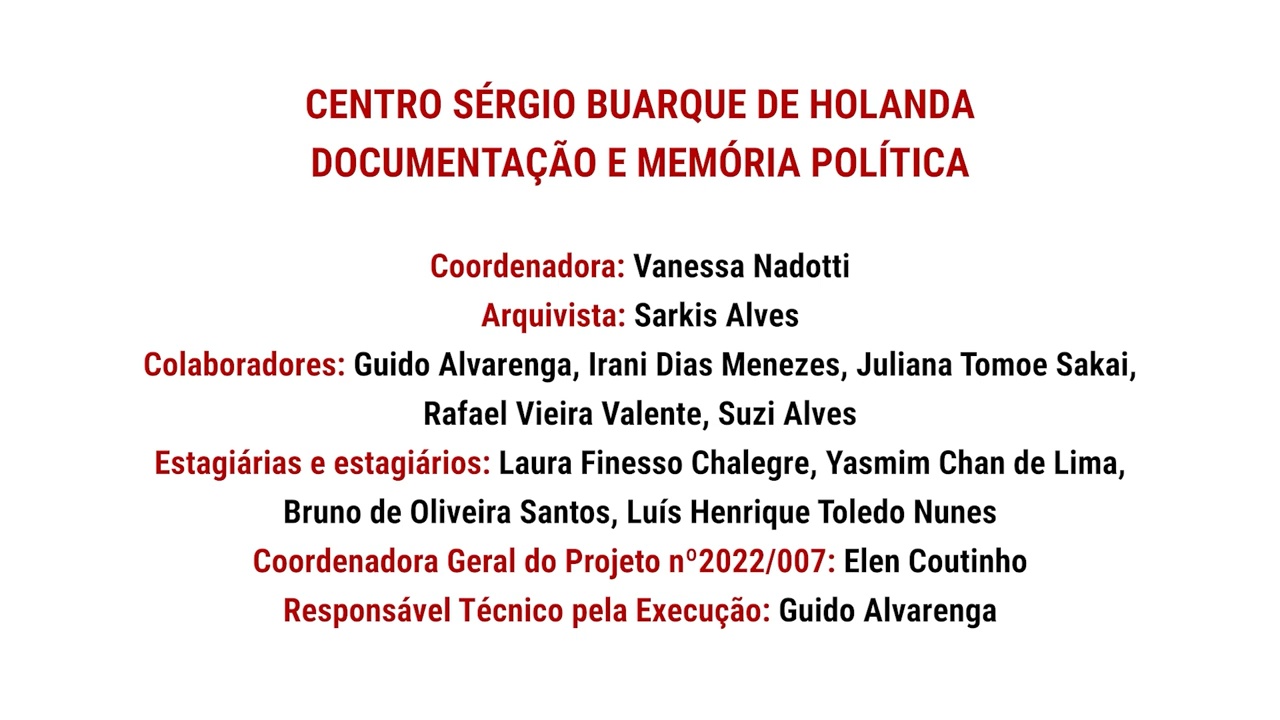 CENTRO SÉRGIO BUARQUE DE HOLANDA
DOCUMENTAÇÃO E MEMÓRIA POLÍTICA
Coordenadora: Vanessa Nadotti
Arquivista: Sarkis Alves
Colaboradores: Guido Alvarenga, Irani Dias Menezes, Juliana Tomoe Sakai,
Rafael Vieira Valente, Suzi Alves
Estagiárias e estagiários: Laura Finesso Chalegre, Yasmim Chan de Lima,
Bruno de Oliveira Santos, Luís Henrique Toledo Nunes
Coordenadora Geral do Projeto nº2022/007: Elen Coutinho
Responsável Técnico pela Execução: Guido Alvarenga